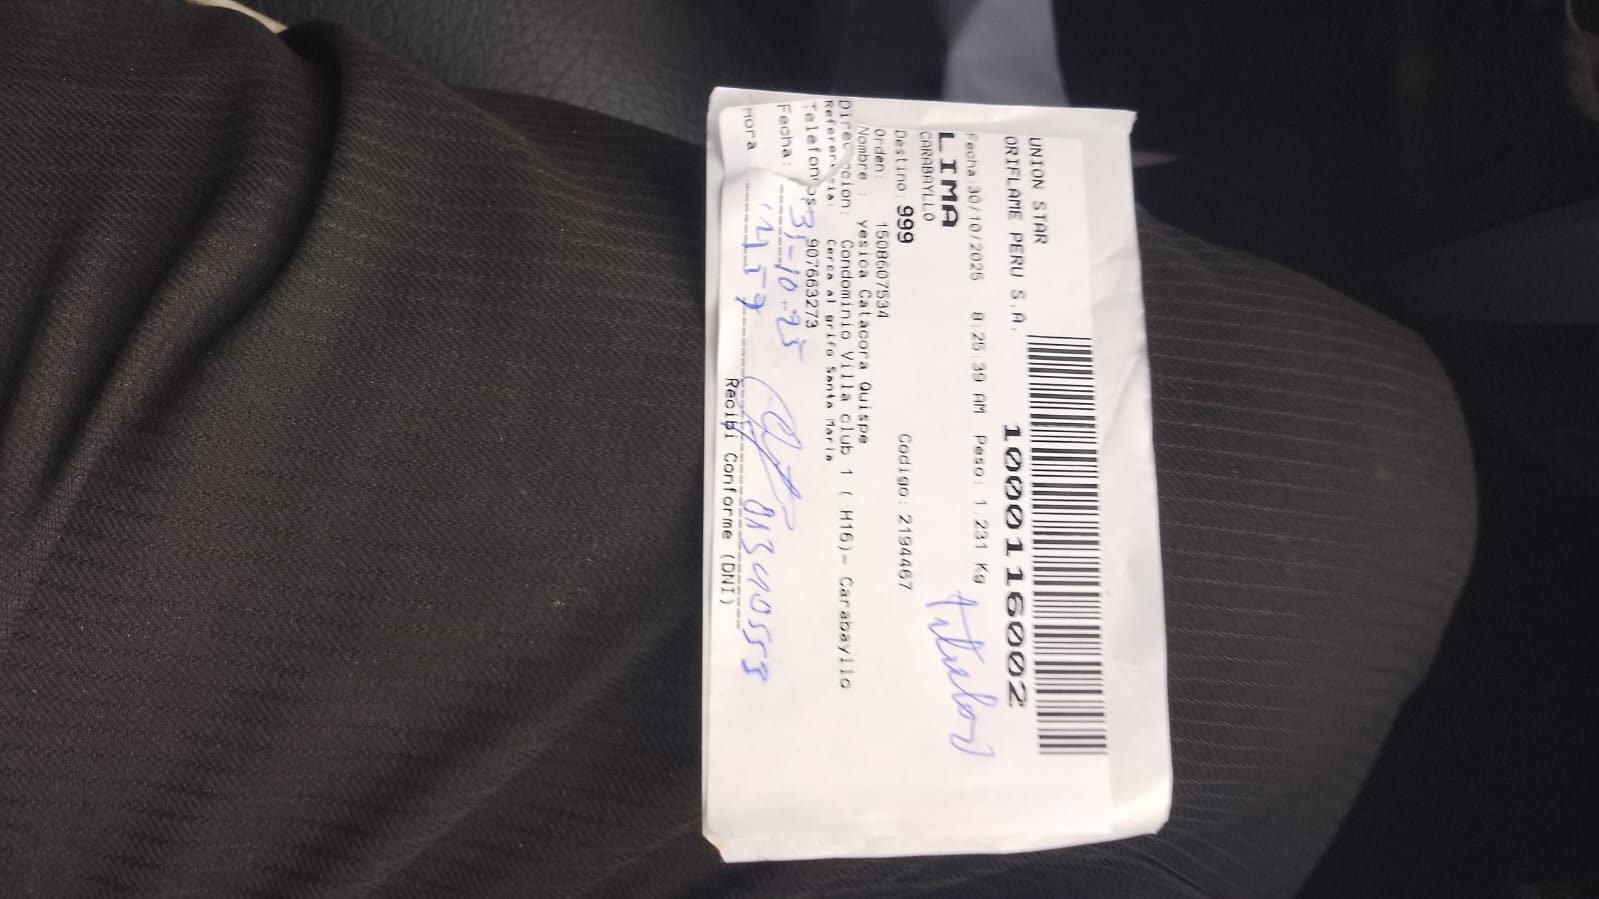 UNION STAR
ORIFLAME PERU S.A.
1000116002
Fecha:30/10/2025 8:25:39 AM Peso: 1.231 Kg
LIMA
CARABAYLLO
Titular
Destino:999 Codigo: 2194467
Orden: 1508607534
Nombre : yesica Catacora Quispe
Direccion: Condominio Villa club 1 ( H16)- Carabayllo
Referencia: Cerca al grifo Santa Maria
Telefonos: 907663273
Fecha: 31-10-25
Hora
Recibi Conforme (DNI)